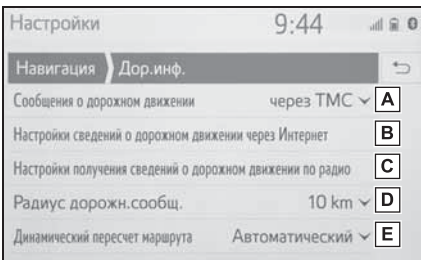 Настройки 9:44
Навигация Дор.инф.
Сообщения о дорожном движении через TMC A
Настройки сведений о дорожном движении через Интернет B
Настройки получения сведений о дорожном движении по радио C
Радиус дорожн.сообщ. 10 km D
Динамический пересчет маршрута Автоматический E